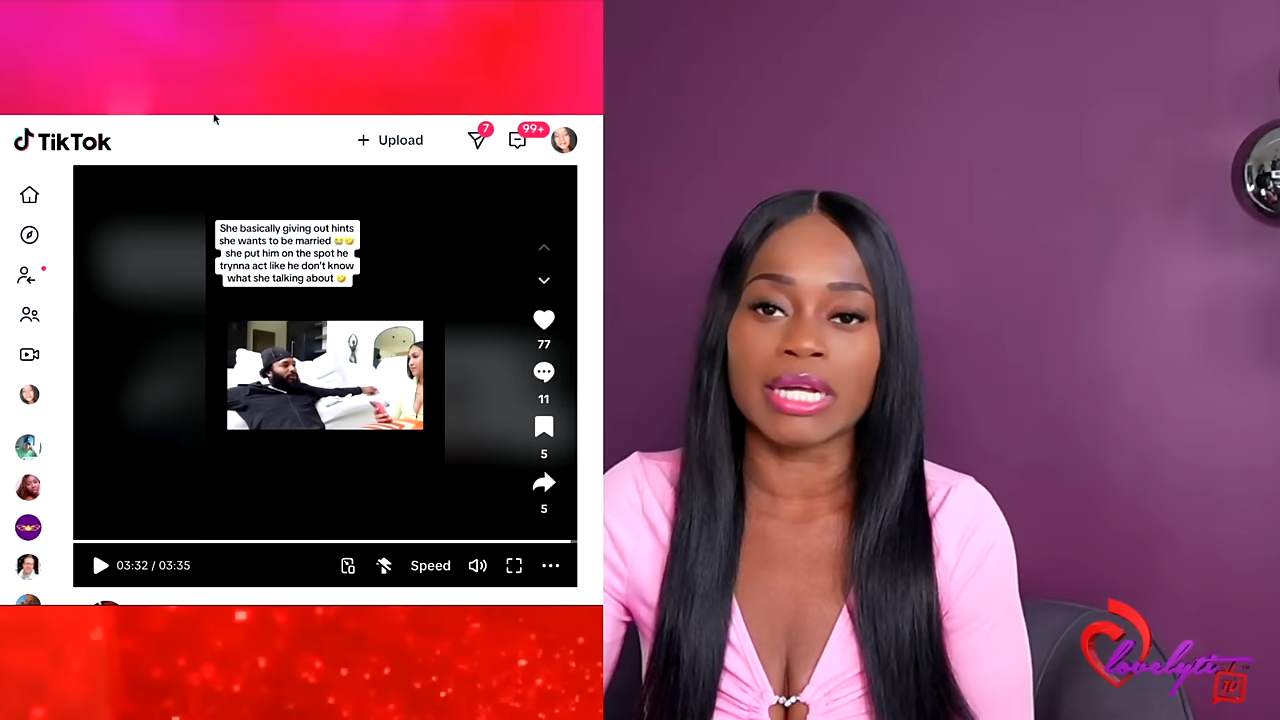 TikTok
+ Upload
7
99+
She basically giving out hints
she wants to be married 😭🤣
she put him on the spot he
trynna act like he don't know
what she talking about 🤣
77
11
5
5
03:32 / 03:35
Speed
lovelyti
TV